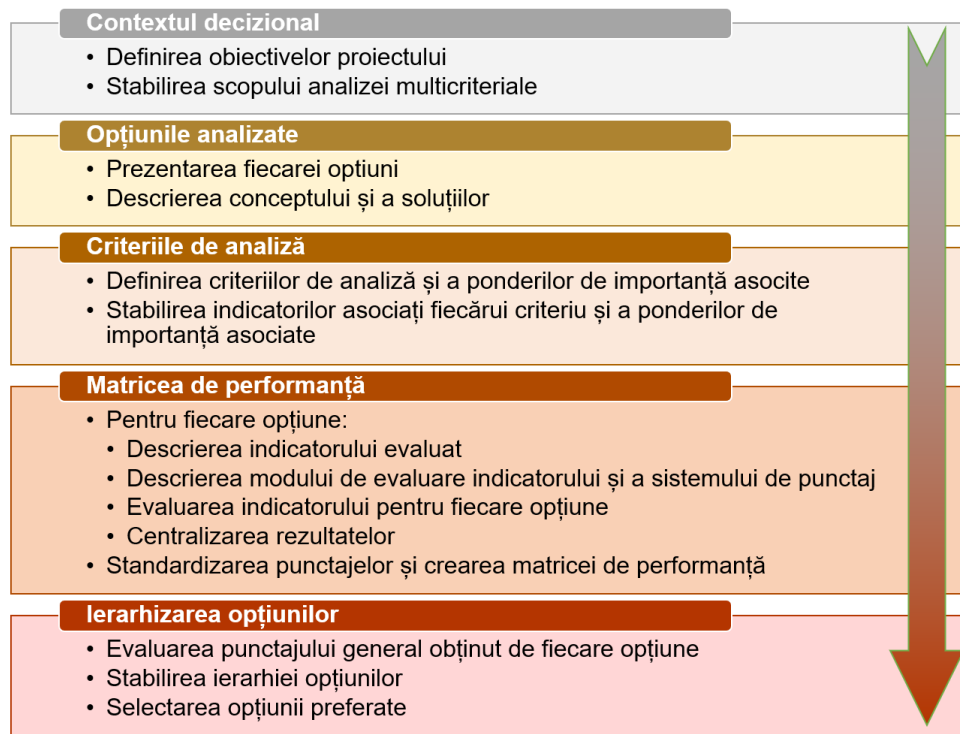 Contextul decizional
• Definirea obiectivelor proiectului
• Stabilirea scopului analizei multicriteriale
Opțiunile analizate
• Prezentarea fiecarei optiuni
• Descrierea conceptului și a soluțiilor
Criteriile de analiză
• Definirea criteriilor de analiză și a ponderilor de importanță asocite
• Stabilirea indicatorilor asociați fiecărui criteriu și a ponderilor de
importanță asociate
Matricea de performanță
• Pentru fiecare opțiune:
• Descrierea indicatorului evaluat
• Descrierea modului de evaluare indicatorului și a sistemului de punctaj
• Evaluarea indicatorului pentru fiecare opțiune
• Centralizarea rezultatelor
• Standardizarea punctajelor și crearea matricei de performanță
Ierarhizarea opțiunilor
• Evaluarea punctajului general obținut de fiecare opțiune
• Stabilirea ierarhiei opțiunilor
• Selectarea opțiunii preferate